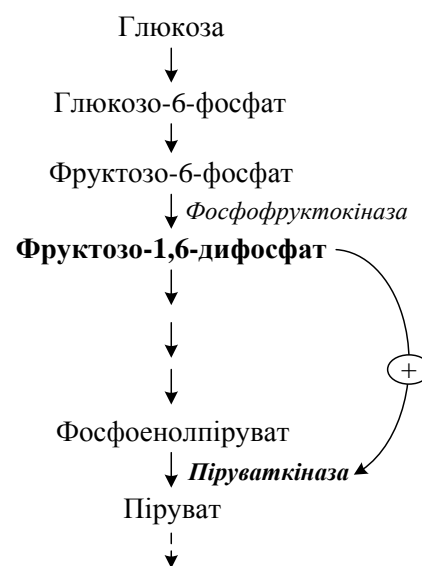 Глюкоза
Глюкозо-6-фосфат
Фруктозо-6-фосфат
Фосфофруктокіназа
Фруктозо-1,6-дифосфат
+
Фосфоенолпіруват
Піруваткіназа
Піруват